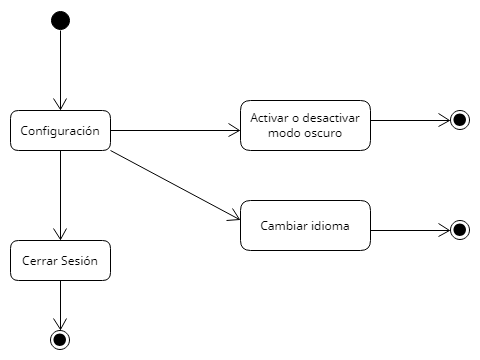 Configuración
Activar o desactivar
modo oscuro
Cambiar idioma
Cerrar Sesión